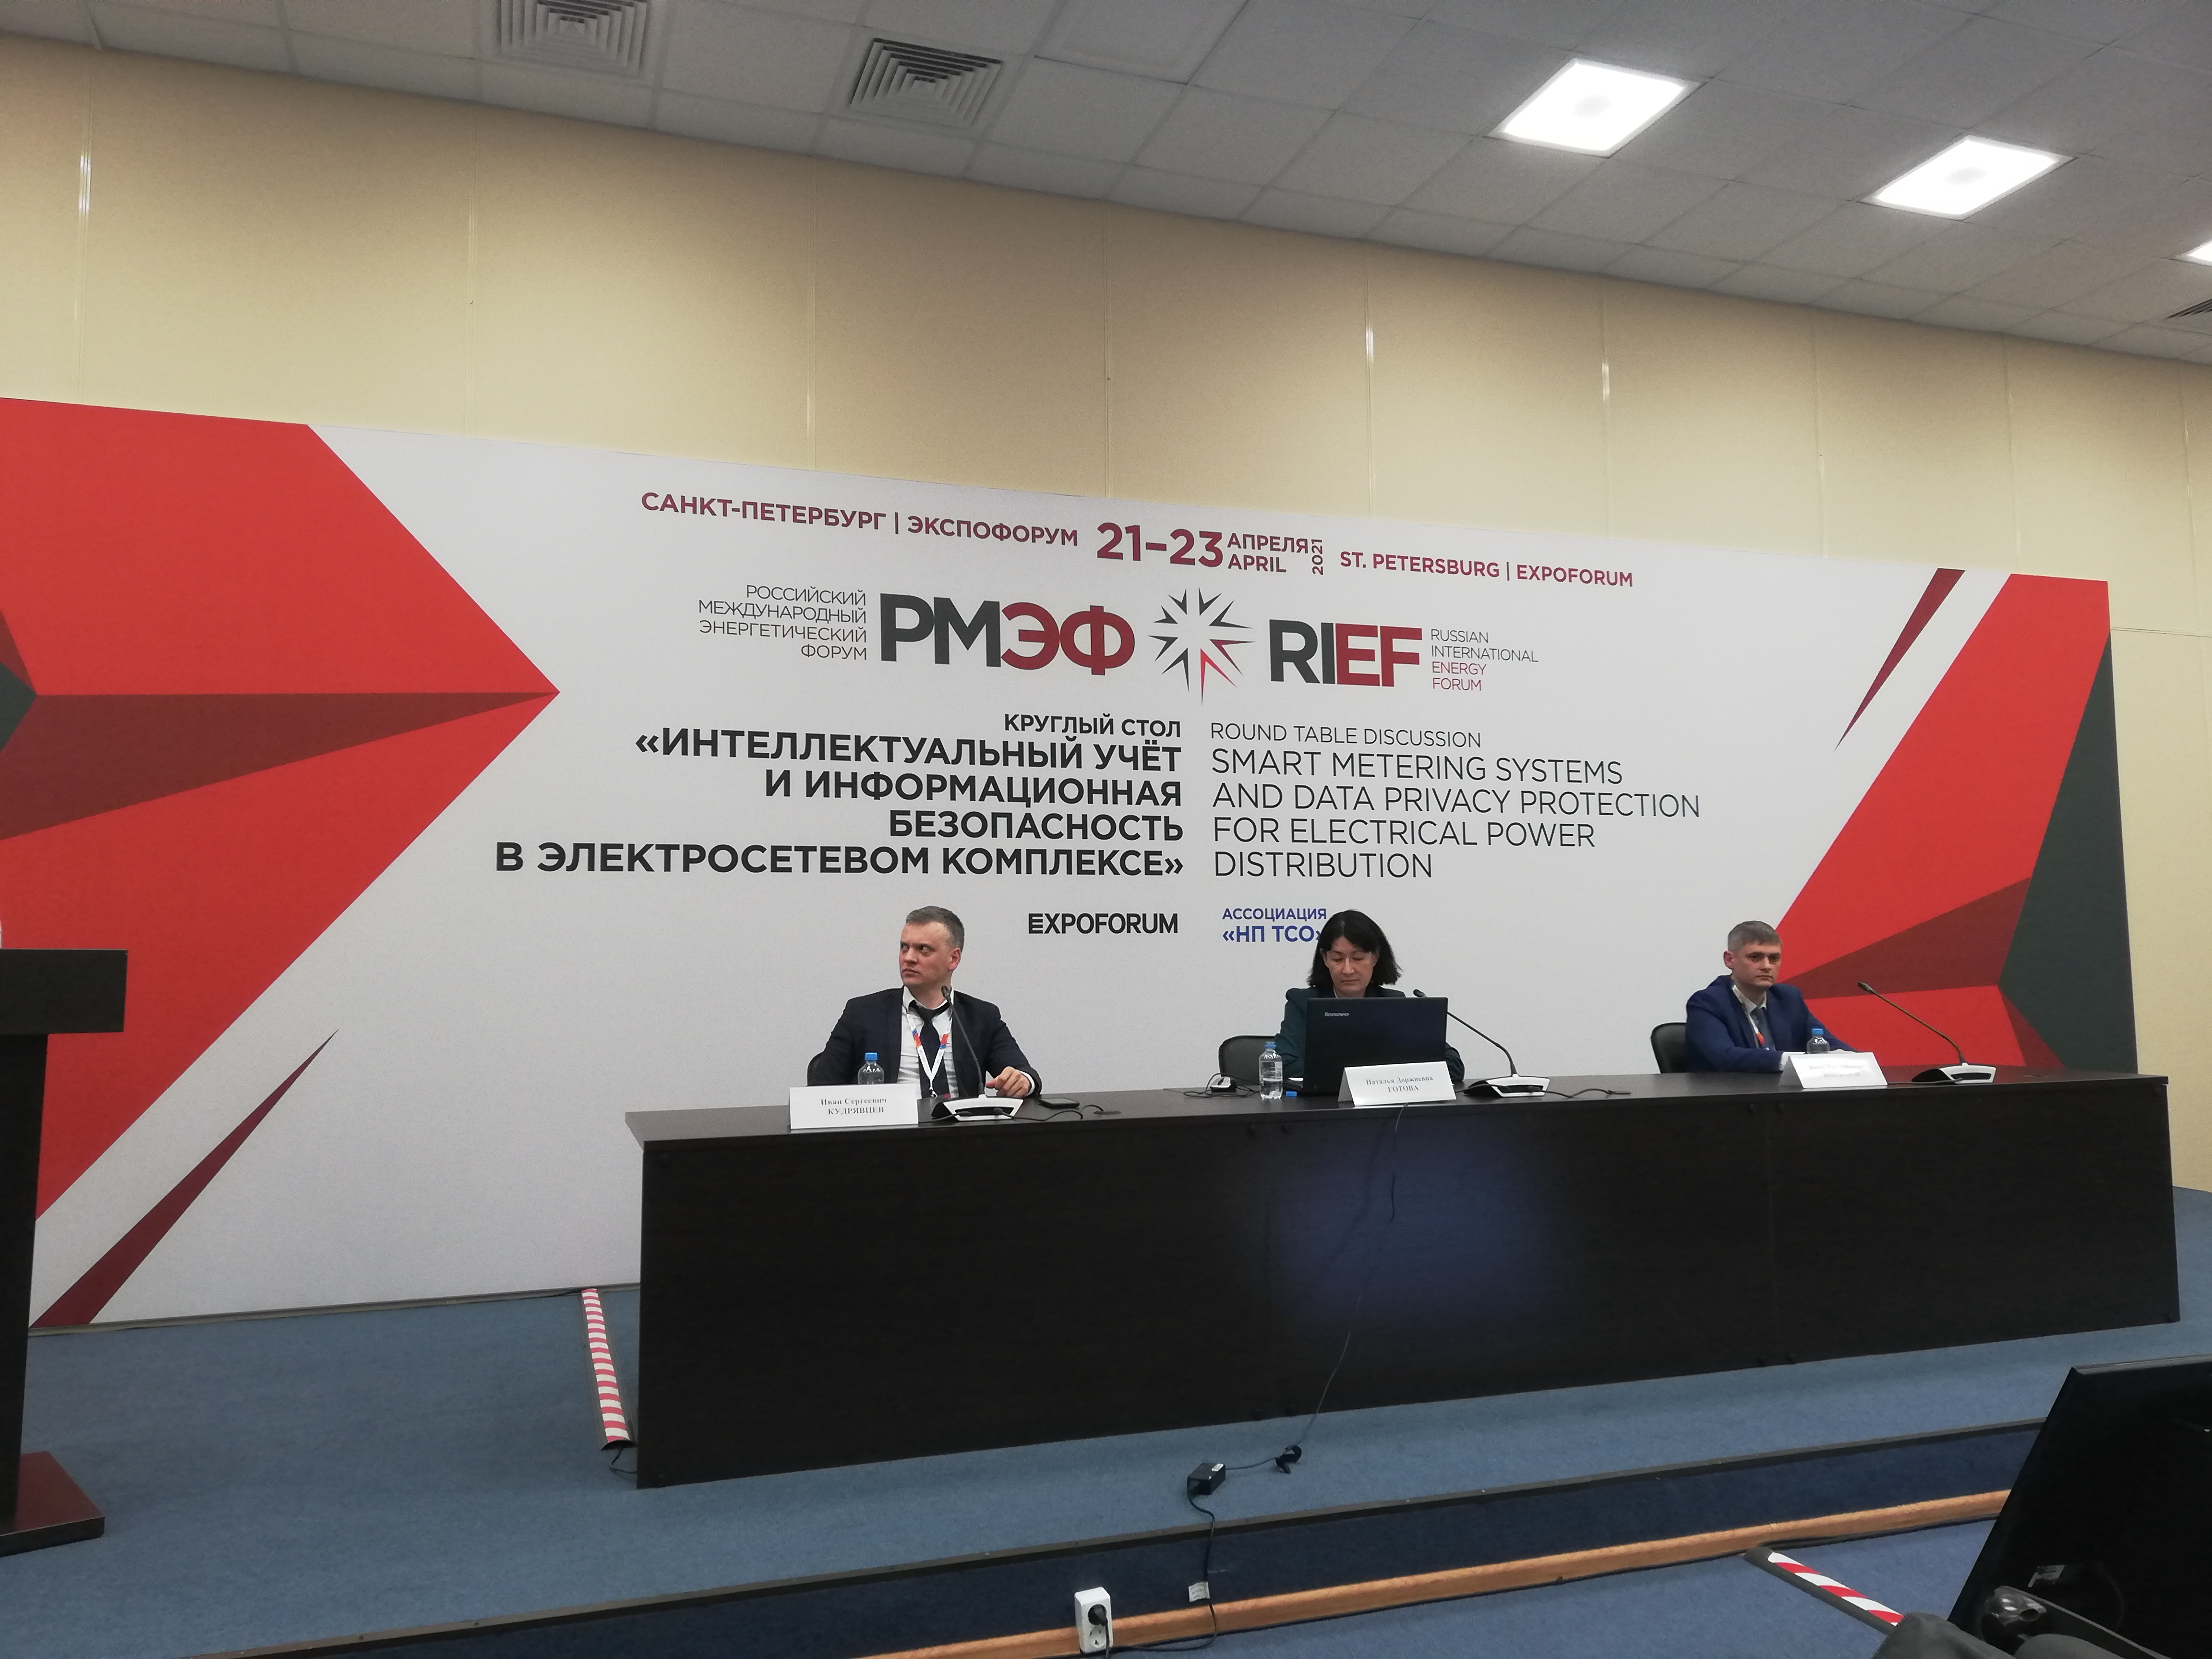 САНКТ-ПЕТЕРБУРГ | ЭКСПОФОРУМ 21–23 АПРЕЛЯ APRIL 2021 ST. PETERSBURG | EXPOFORUM
РОССИЙСКИЙ
МЕЖДУНАРОДНЫЙ
ЭНЕРГЕТИЧЕСКИЙ
ФОРУМ
РМЭФ
RIEF
RUSSIAN
INTERNATIONAL
ENERGY
FORUM
КРУГЛЫЙ СТОЛ
«ИНТЕЛЛЕКТУАЛЬНЫЙ УЧЁТ
И ИНФОРМАЦИОННАЯ
БЕЗОПАСНОСТЬ
В ЭЛЕКТРОСЕТЕВОМ КОМПЛЕКСЕ»
ROUND TABLE DISCUSSION
SMART METERING SYSTEMS
AND DATA PRIVACY PROTECTION
FOR ELECTRICAL POWER
DISTRIBUTION
EXPOFORUM
АССОЦИАЦИЯ
«НП ТСО»
Иван Сергеевич
КУДРЯВЦЕВ
Наталья Доржиевна
ГОТОВА